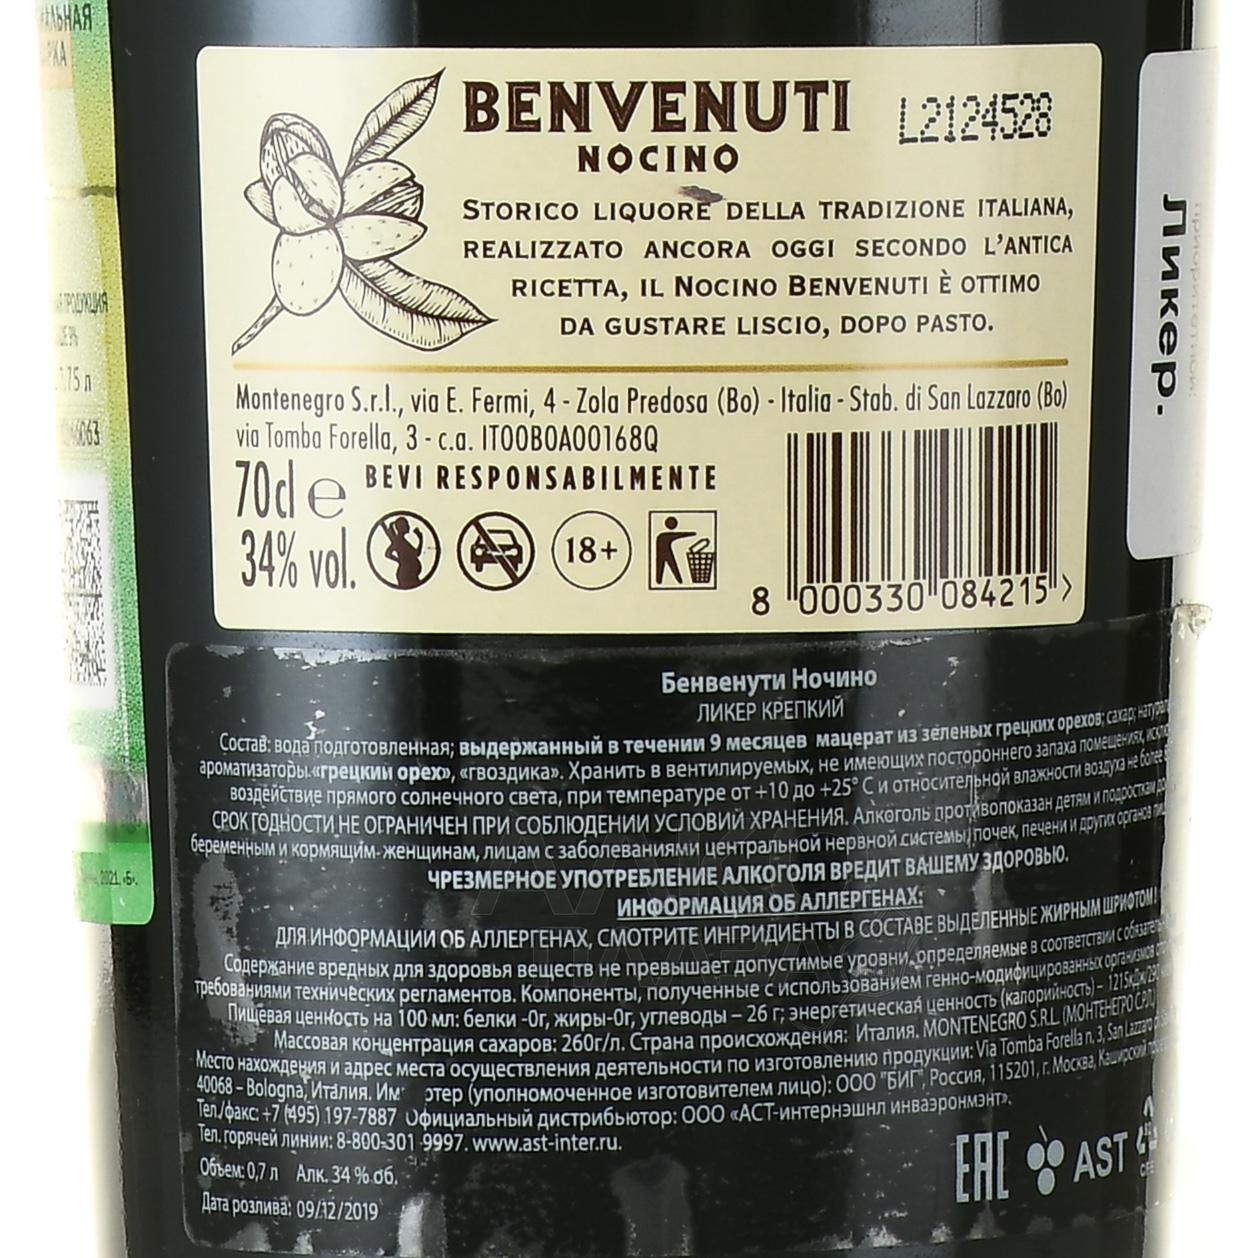 BENVENUTI
NOCINO
L2124528
STORICO LIQUORE DELLA TRADIZIONE ITALIANA,
REALIZZATO ANCORA OGGI SECONDO L'ANTICA
RICETTA, IL NOCINO BENVENUTI È OTTIMO
DA GUSTARE LISCIO, DOPO PASTO.
Montenegro S.r.l., via E. Fermi, 4 - Zola Predosa (Bo) - Italia - Stab. di San Lazzaro (Bo)
via Tomba Forella, 3 - c.a. IT00BOA00168Q
70cl e BEVI RESPONSABILMENTE
34% vol.
18+
8 000330 084215 >
Ликер.
75 л
2021. «Б».
Бенвенути Ночино
ЛИКЕР КРЕПКИЙ
Состав: вода подготовленная; выдержанный в течении 9 месяцев мацерат из зеленых грецких орехов; сахар;
ароматизаторы «грецкий орех», «гвоздика». Хранить в вентилируемых, не имеющих постороннего запаха помещениях,
воздействие прямого солнечного света, при температуре от +10 до +25° С и относительной влажности воздуха не более
СРОК ГОДНОСТИ НЕ ОГРАНИЧЕН ПРИ СОБЛЮДЕНИИ УСЛОВИЙ ХРАНЕНИЯ. Алкоголь противопоказан детям и подросткам
беременным и кормящим женщинам, лицам с заболеваниями центральной нервной системы, почек, печени и других органов
ЧРЕЗМЕРНОЕ УПОТРЕБЛЕНИЕ АЛКОГОЛЯ ВРЕДИТ ВАШЕМУ ЗДОРОВЬЮ.
ИНФОРМАЦИЯ ОБ АЛЛЕРГЕНАХ:
ДЛЯ ИНФОРМАЦИИ ОБ АЛЛЕРГЕНАХ, СМОТРИТЕ ИНГРИДИЕНТЫ В СОСТАВЕ ВЫДЕЛЕННЫЕ ЖИРНЫМ ШРИФТОМ
Содержание вредных для здоровья веществ не превышает допустимые уровни, определяемые в соответствии с
требованиями технических регламентов. Компоненты, полученные с использованием генно-модифицированных организмов
Пищевая ценность на 100 мл: белки -0г, жиры-0г, углеводы – 26 г; энергетическая ценность (калорийность) – 1215кДж/
Массовая концентрация сахаров: 260г/л. Страна происхождения: Италия. MONTENEGRO S.R.L. (МОНТЕНЕГРО С.Р.Л.)
Место нахождения и адрес места осуществления деятельности по изготовлению продукции: Via Tomba Forella n. 3, San Lazzaro
40068 – Bologna, Италия. (уполномоченное изготовителем лицо): ООО "БИГ", Россия, 115201, г. Москва, Каширский
Тел./факс: +7 (495) 197-7887 Официальный дистрибьютор: ООО «АСТ-интернэшнл инваэронмэнт».
Тел. горячей линии: 8-800-301 9997. www.ast-inter.ru.
Объем: 0,7 л Алк. 34 % об.
Дата розлива: 09/12/2019
EAC AST